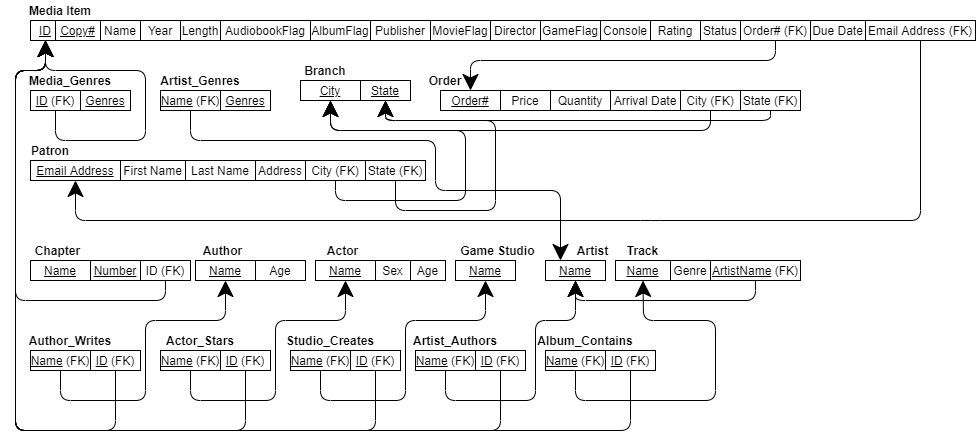 Media Item
ID Copy# Name Year Length AudiobookFlag AlbumFlag Publisher MovieFlag Director GameFlag Console Rating Status Order# (FK) Due Date Email Address (FK)
Media_Genres
ID (FK) Genres
Artist_Genres
Name (FK) Genres
Branch
City State
Order
Order# Price Quantity Arrival Date City (FK) State (FK)
Patron
Email Address First Name Last Name Address City (FK) State (FK)
Chapter
Name Number ID (FK)
Author
Name Age
Actor
Name Sex Age
Game Studio
Name
Artist
Name
Track
Name Genre ArtistName (FK)
Author_Writes
Name (FK) ID (FK)
Actor_Stars
Name (FK) ID (FK)
Studio_Creates
Name (FK) ID (FK)
Artist_Authors
Name (FK) ID (FK)
Album_Contains
Name (FK) ID (FK)